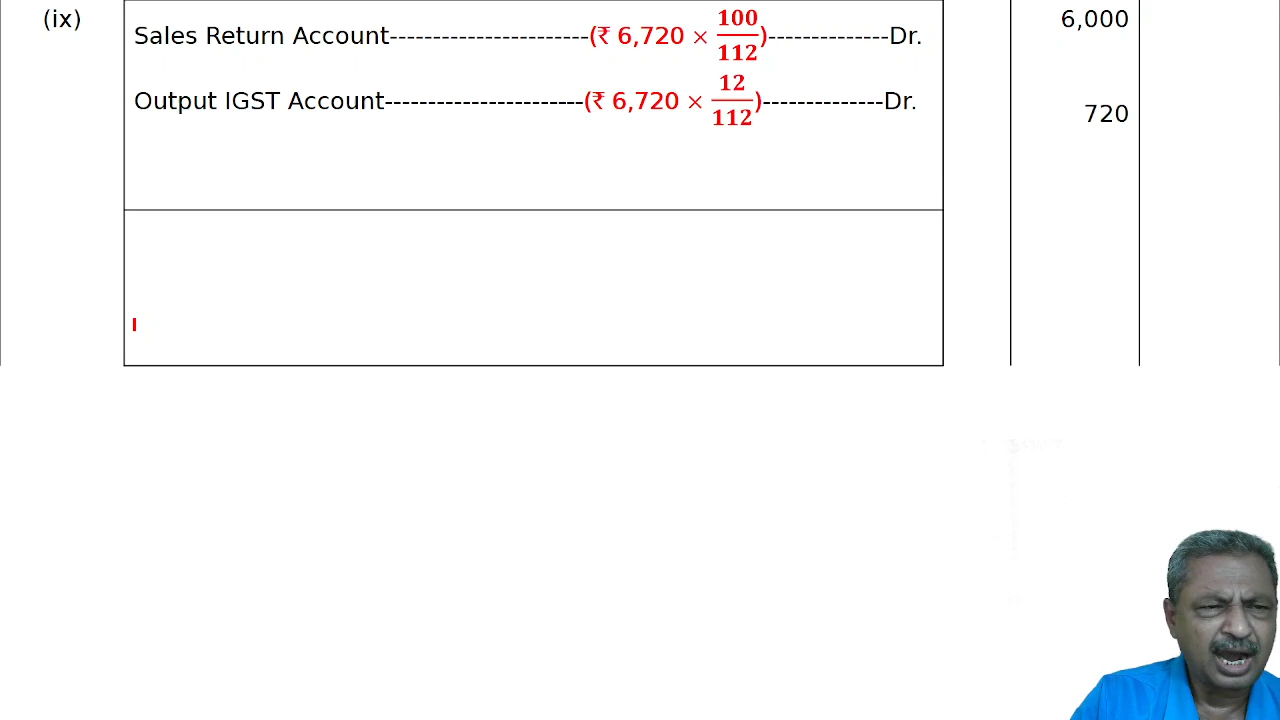 (ix)
Sales Return Account-----------------------(₹ 6,720 × 100/112)--------------Dr. 6,000
Output IGST Account-----------------------(₹ 6,720 × 12/112)--------------Dr. 720